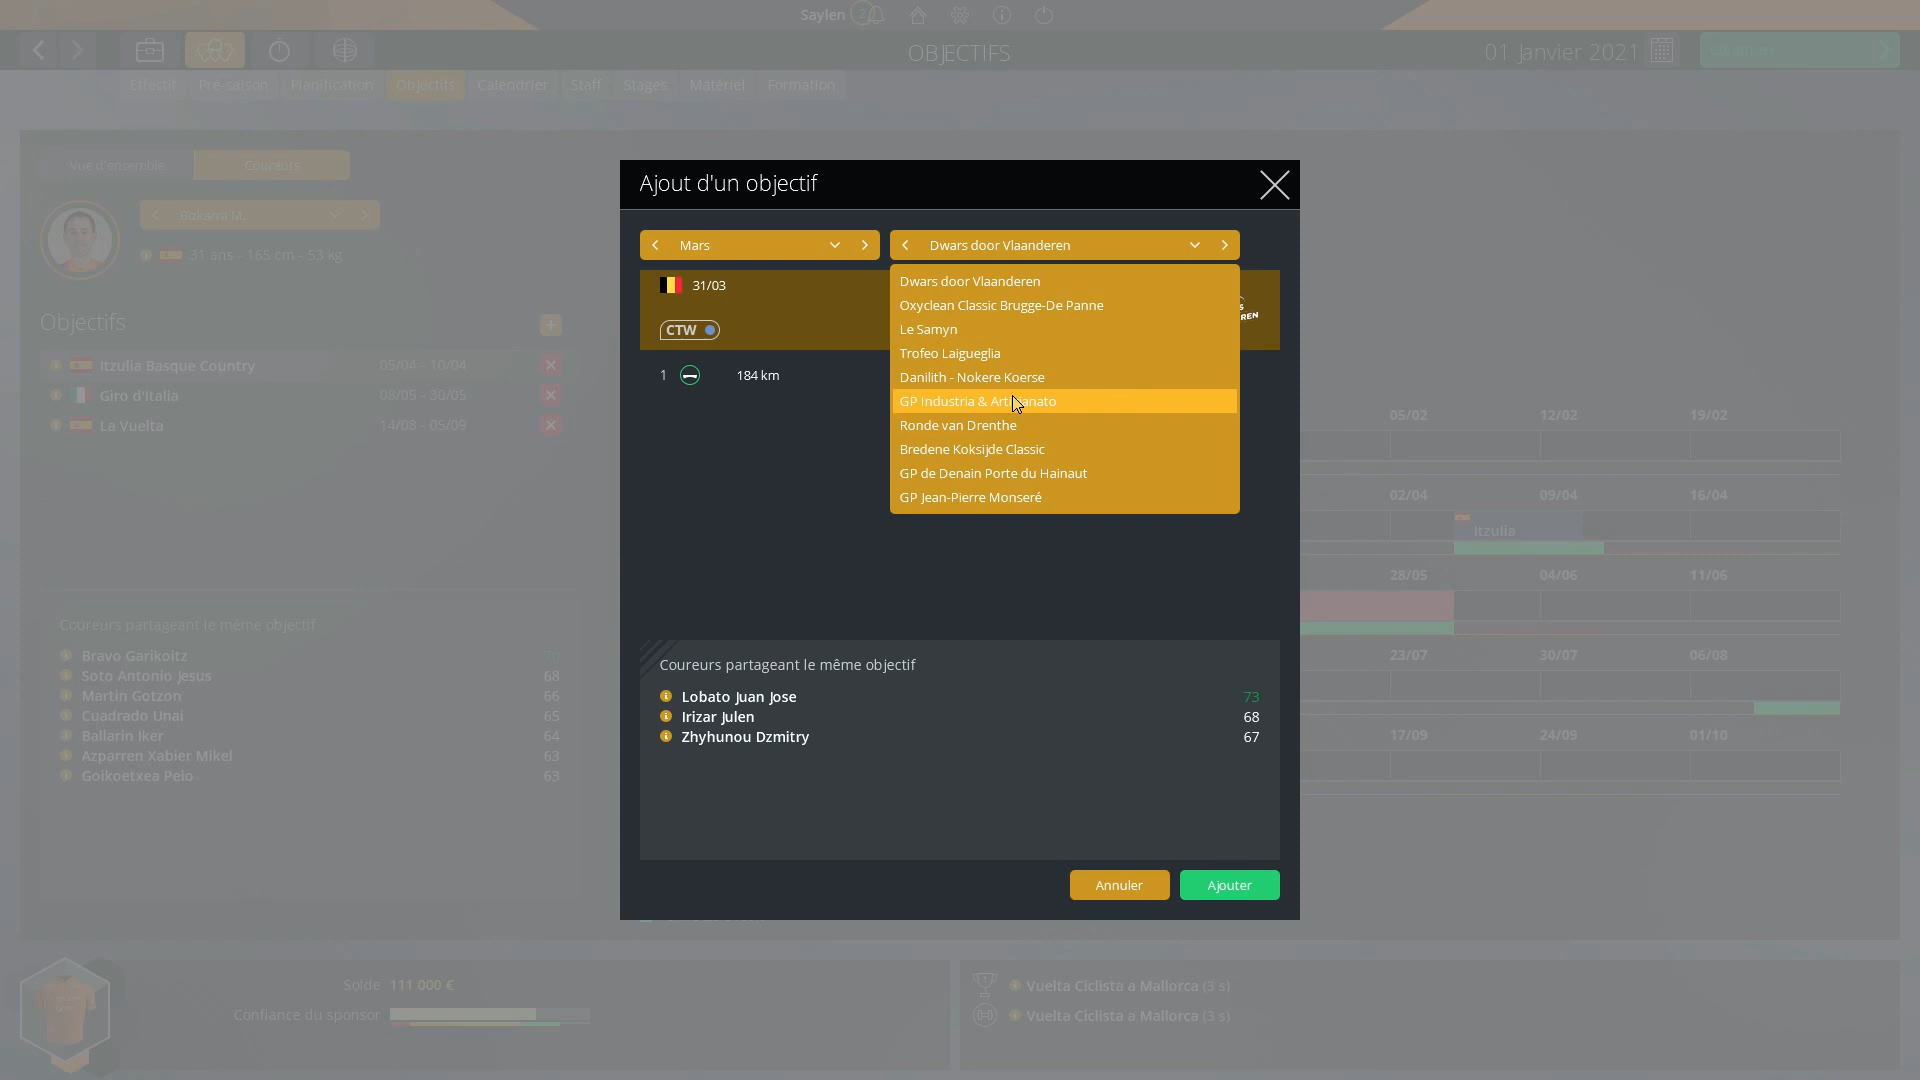 Saylen 2
OBJECTIFS
01 Janvier 2021
Effectif Pré-saison Planification Objectifs Calendrier Staff Stages Matériel Formation
Vue d'ensemble Coureurs
Bizkarra M.
31 ans - 165 cm - 53 kg
Objectifs
Itzulia Basque Country 05/04 - 10/04
Giro d'Italia 08/05 - 30/05
La Vuelta 14/08 - 05/09
Coureurs partageant le même objectif
Bravo Garikoitz 70
Soto Antonio Jesus 68
Martin Gotzon 66
Cuadrado Unai 65
Ballarin Iker 64
Azparren Xabier Mikel 63
Goikoetxea Peio 63
Ajout d'un objectif
Mars
Dwars door Vlaanderen
31/03
CTW
1 184 km
Dwars door Vlaanderen
Oxyclean Classic Brugge-De Panne
Le Samyn
Trofeo Laigueglia
Danilith - Nokere Koerse
GP Industria & Artigianato
Ronde van Drenthe
Bredene Koksijde Classic
GP de Denain Porte du Hainaut
GP Jean-Pierre Monseré
Coureurs partageant le même objectif
Lobato Juan Jose 73
Irizar Julen 68
Zhyhunou Dzmitry 67
Annuler Ajouter
05/02 12/02 19/02
02/04 09/04 16/04
Itzulia
28/05 04/06 11/06
23/07 30/07 06/08
17/09 24/09 01/10
Solde 111 000 €
Confiance du sponsor
Vuelta Ciclista a Mallorca (3 s)
Vuelta Ciclista a Mallorca (3 s)